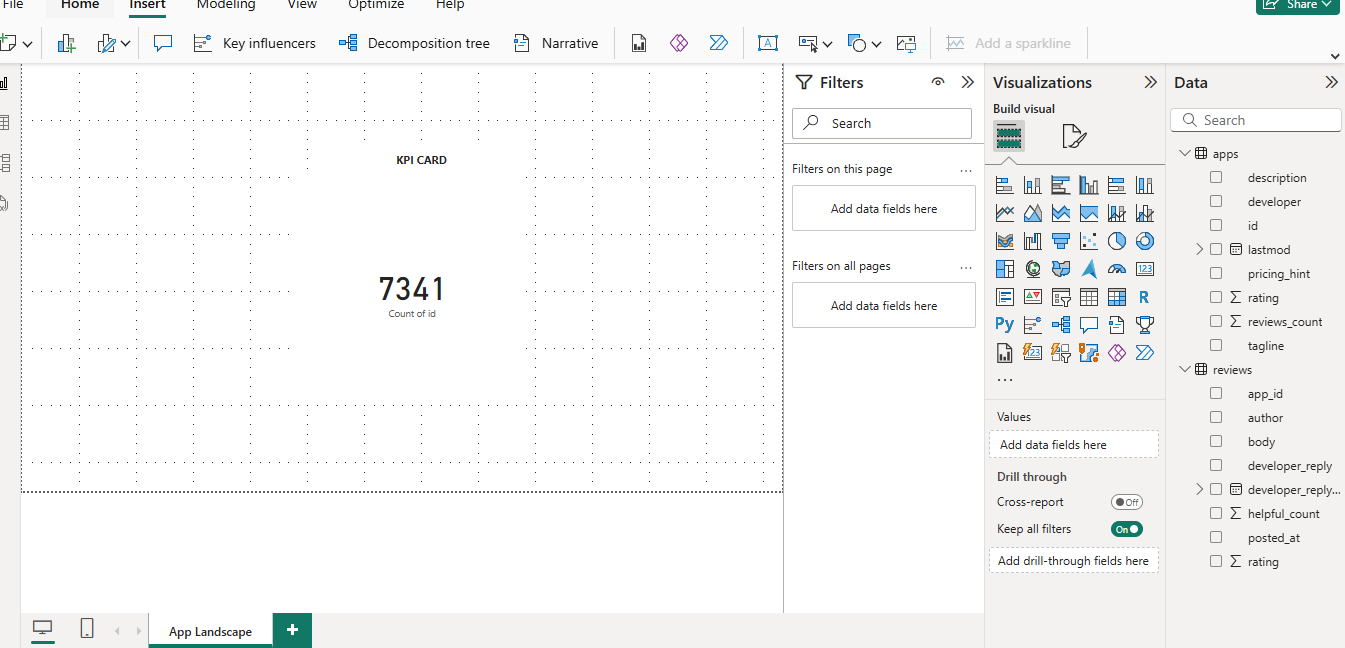 File Home Insert Modeling View Optimize Help Share
Key influencers Decomposition tree Narrative A Add a sparkline
Filters
Search
Filters on this page ...
Add data fields here
Filters on all pages ...
Add data fields here
Visualizations
Build visual
123
R
Py
123
...
Values
Add data fields here
Drill through
Cross-report Off
Keep all filters On
Add drill-through fields here
Data
Search
apps
description
developer
id
lastmod
pricing_hint
Σ rating
Σ reviews_count
tagline
reviews
app_id
author
body
developer_reply
developer_reply...
Σ helpful_count
posted_at
Σ rating
KPI CARD
7341
Count of id
App Landscape +